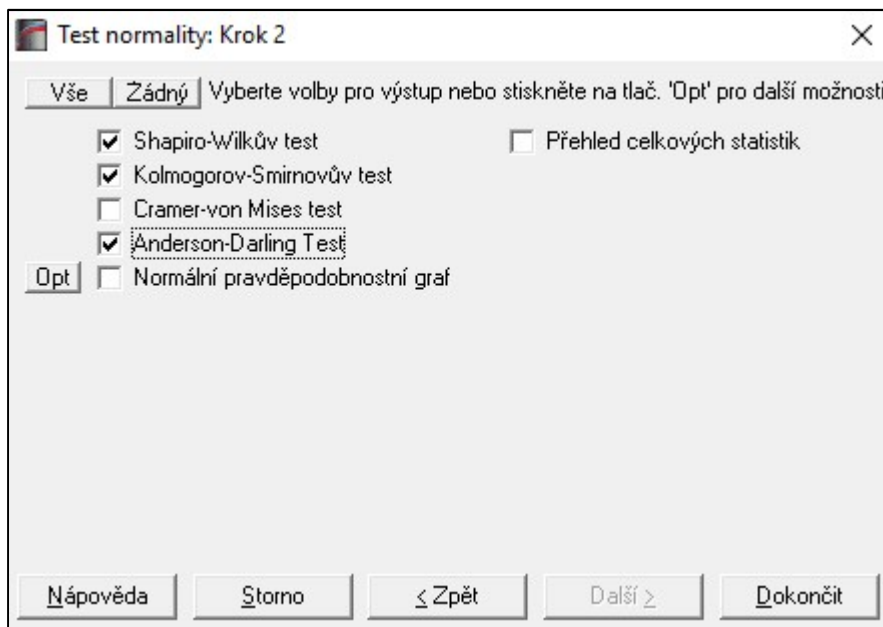 Test normality: Krok 2
Vše Žádný Vyberte volby pro výstup nebo stiskněte na tlač. 'Opt' pro další možnosti
Shapiro-Wilkův test Přehled celkových statistik
Kolmogorov-Smirnovův test
Cramer-von Mises test
Anderson-Darling Test
Opt Normální pravděpodobnostní graf
Nápověda Storno < Zpět Další > Dokončit